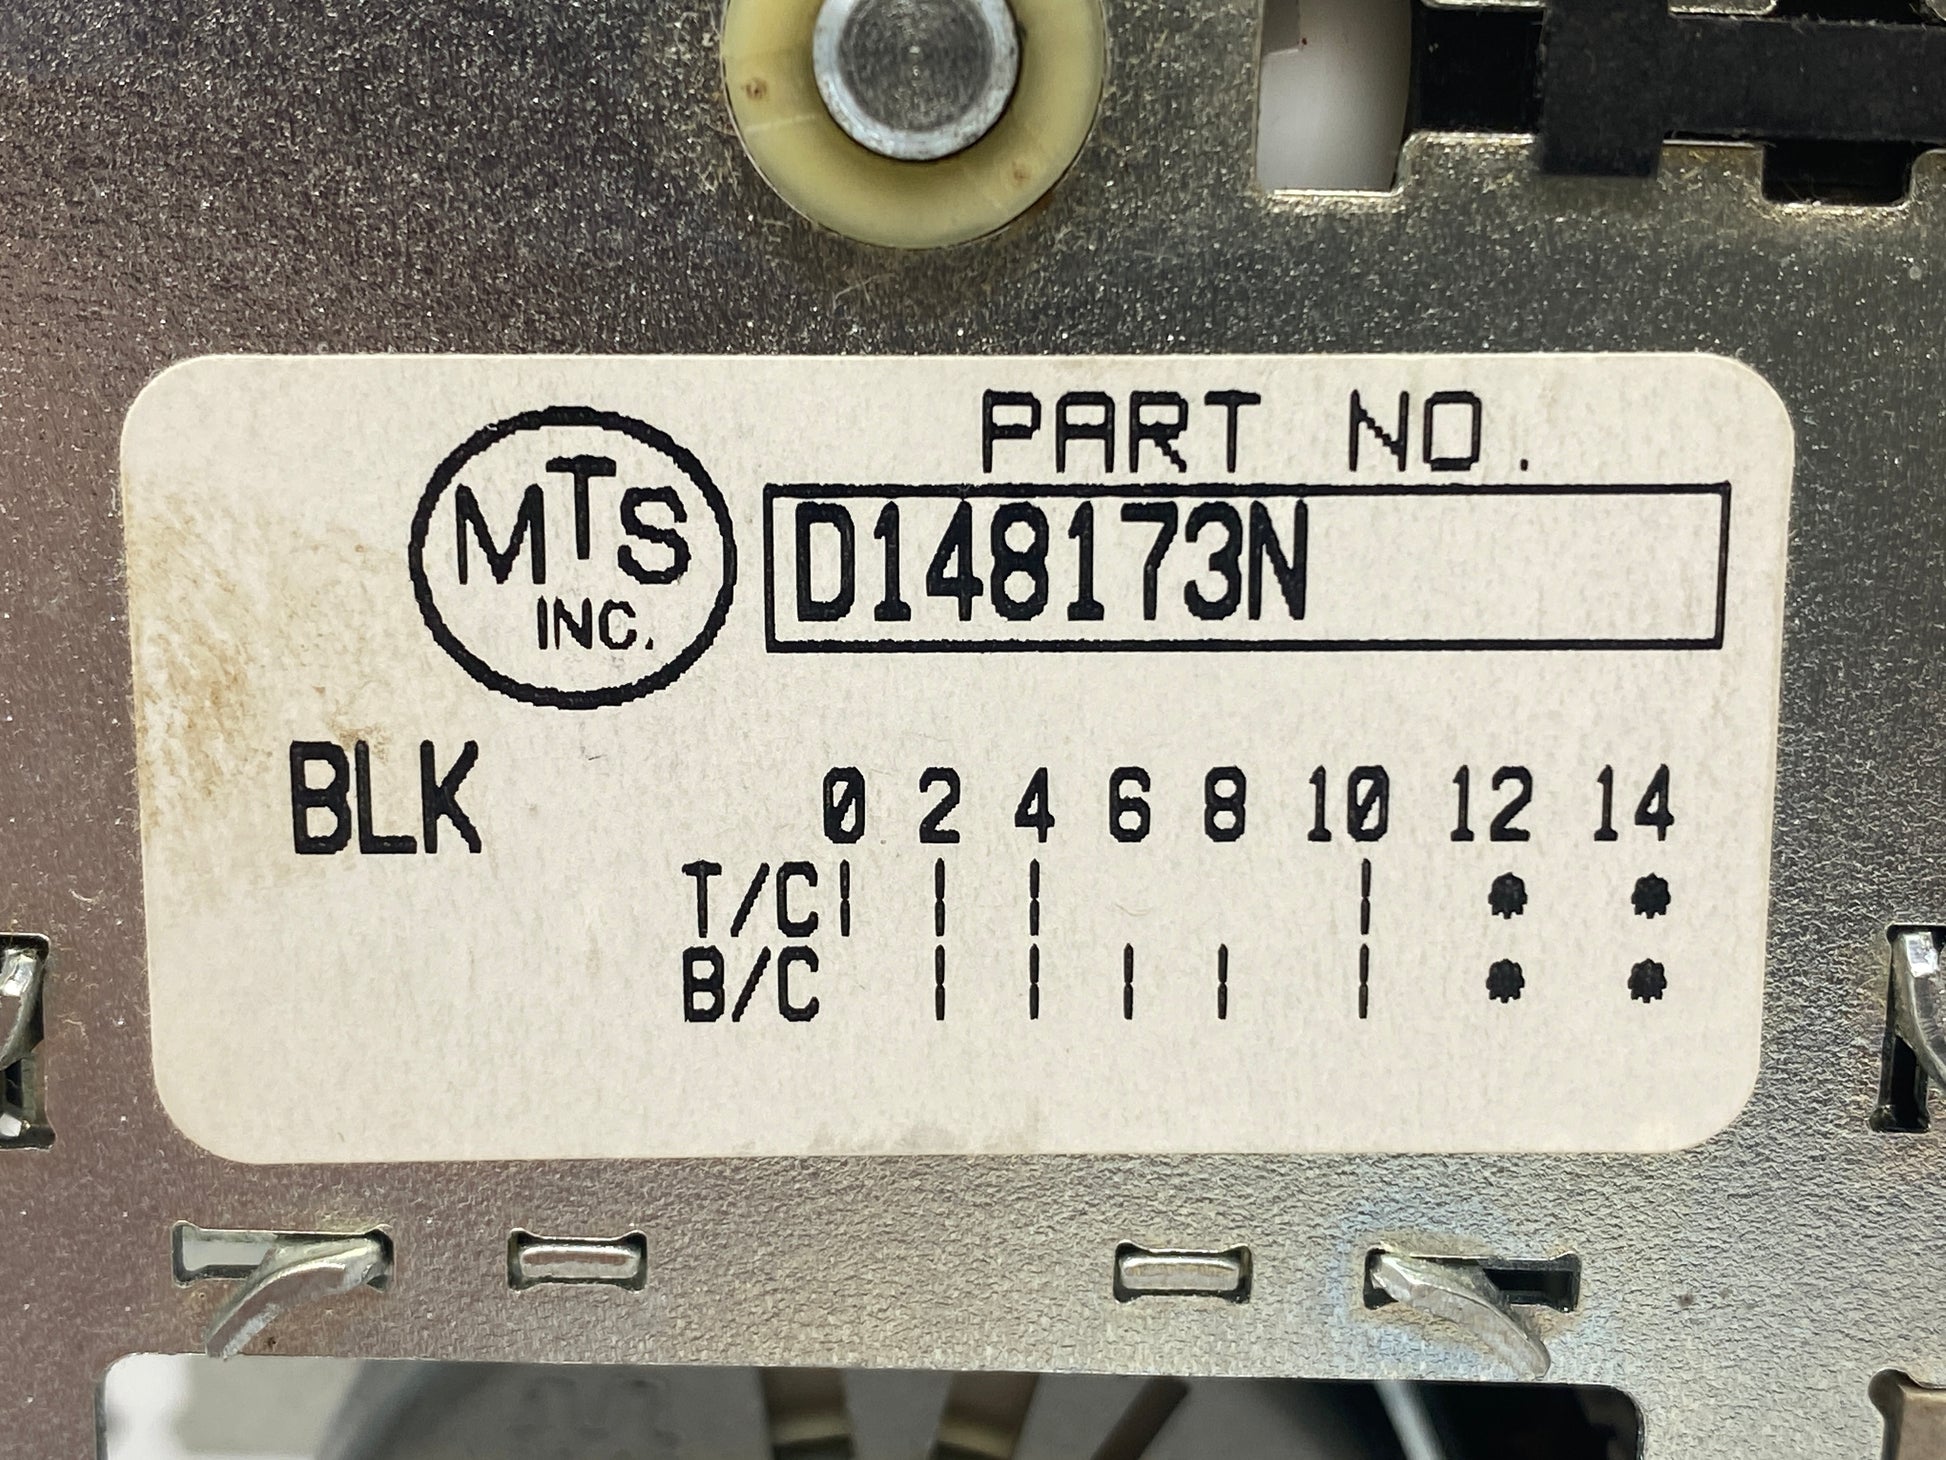 PART NO.
MTS
INC.
D148173N
BLK
0 2 4 6 8 10 12 14
T/C | | | | ● ●
B/C | | | | | ● ●